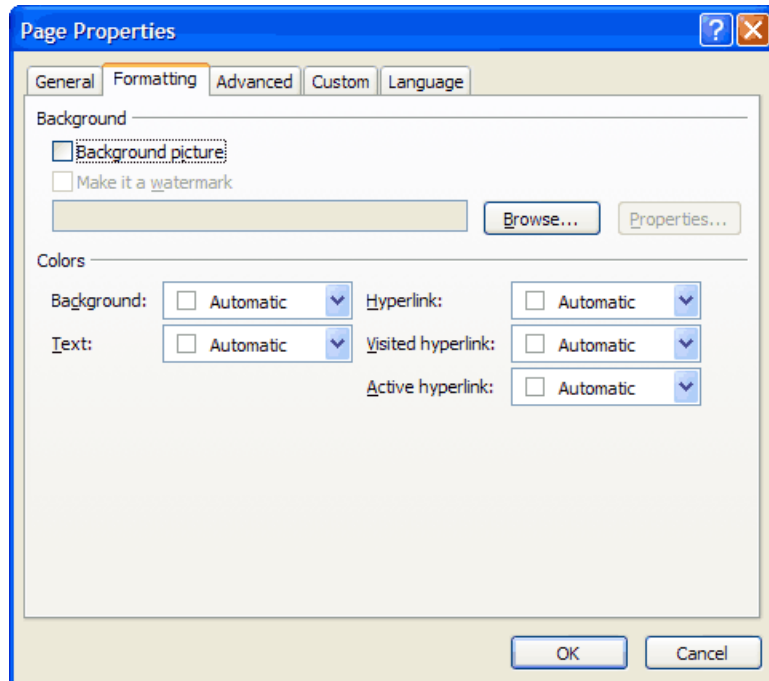 Page Properties
General Formatting Advanced Custom Language
Background
Background picture
Make it a watermark
Browse... Properties...
Colors
Background: Automatic Hyperlink: Automatic
Text: Automatic Visited hyperlink: Automatic
Active hyperlink: Automatic
OK Cancel